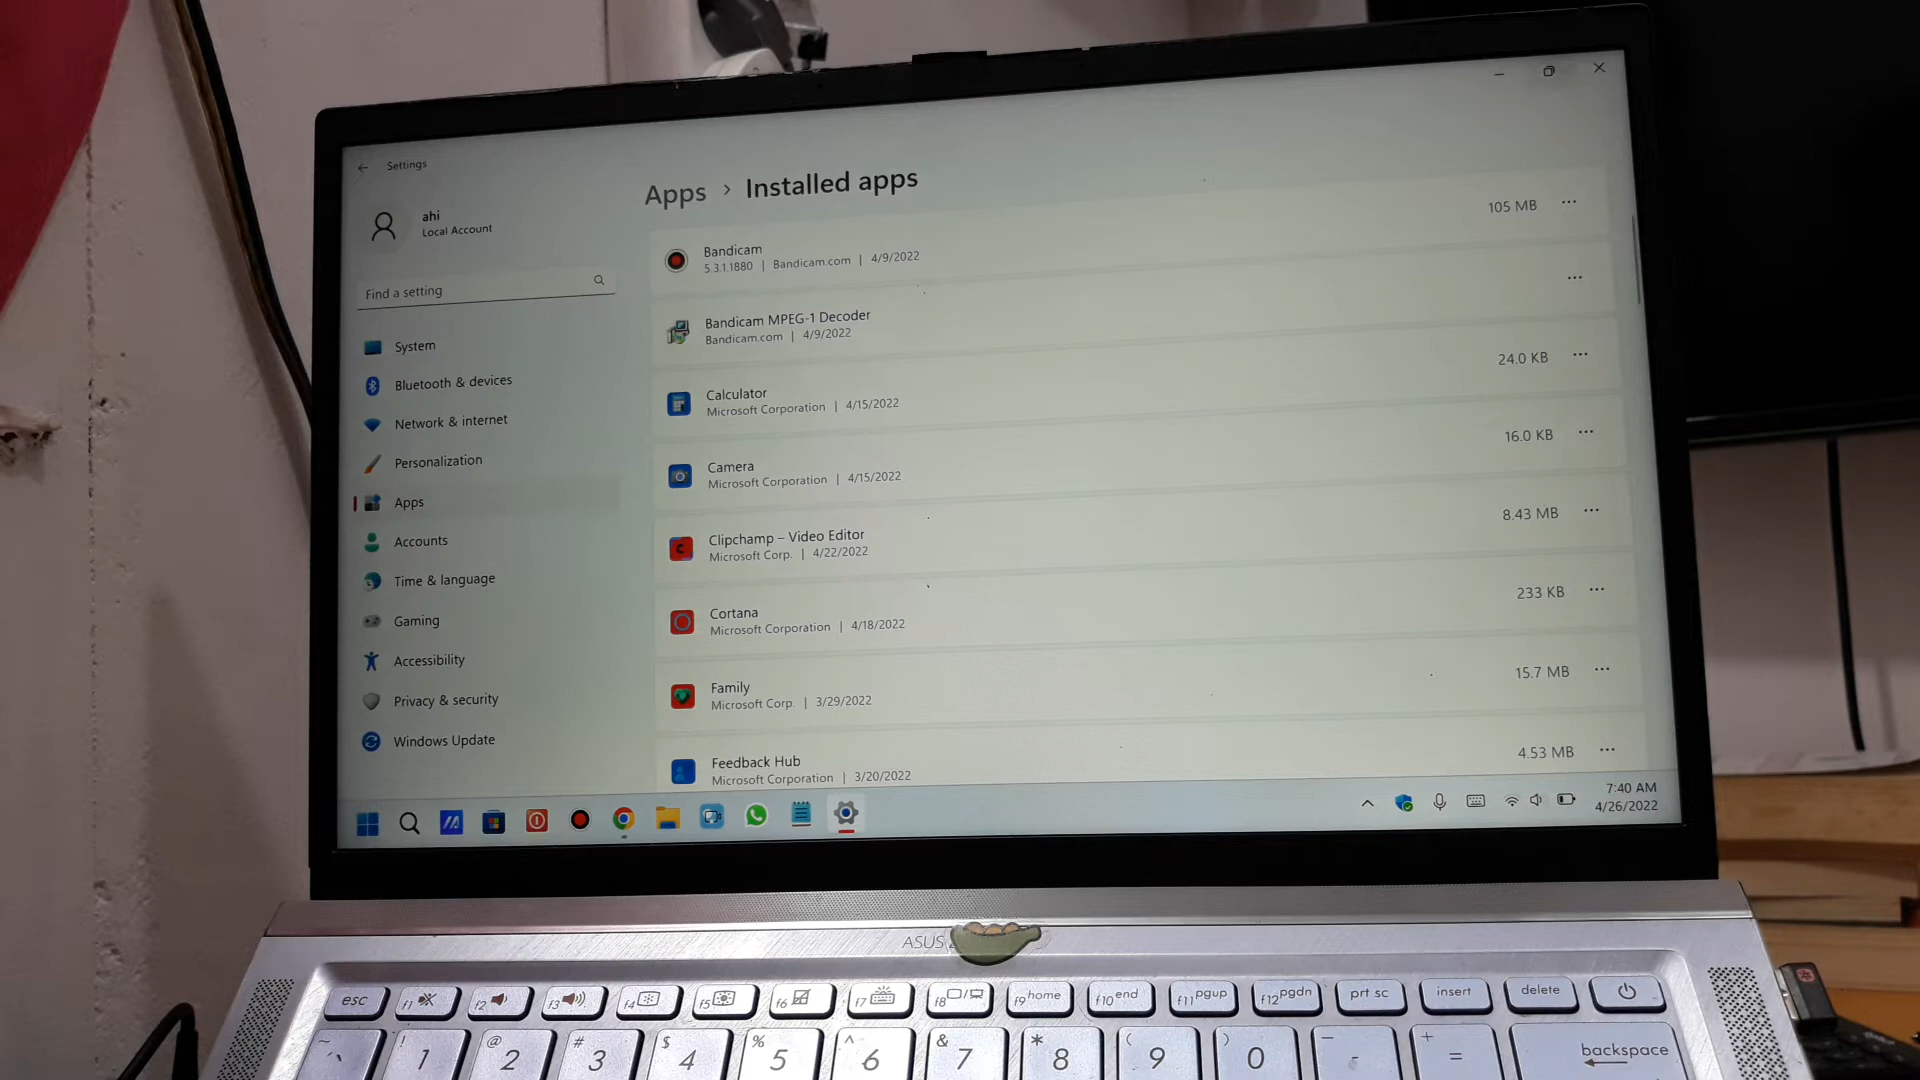 Settings
ahi
Local Account
Find a setting
System
Bluetooth & devices
Network & internet
Personalization
Apps
Accounts
Time & language
Gaming
Accessibility
Privacy & security
Windows Update
Apps › Installed apps
Bandicam
5.3.1.1880 | Bandicam.com | 4/9/2022
105 MB
Bandicam MPEG-1 Decoder
Bandicam.com | 4/9/2022
Calculator
Microsoft Corporation | 4/15/2022
24.0 KB
Camera
Microsoft Corporation | 4/15/2022
16.0 KB
Clipchamp – Video Editor
Microsoft Corp. | 4/22/2022
8.43 MB
Cortana
Microsoft Corporation | 4/18/2022
233 KB
Family
Microsoft Corp. | 3/29/2022
15.7 MB
Feedback Hub
Microsoft Corporation | 3/20/2022
4.53 MB
7:40 AM
4/26/2022
ASUS
esc f1 f2 f3 f4 f5 f6 f7 f8 f9 home f10 end f11 pgup f12 pgdn prt sc insert delete
~ ! @ # $ % ^ & * ( ) _ +
` 1 2 3 4 5 6 7 8 9 0 - = backspace